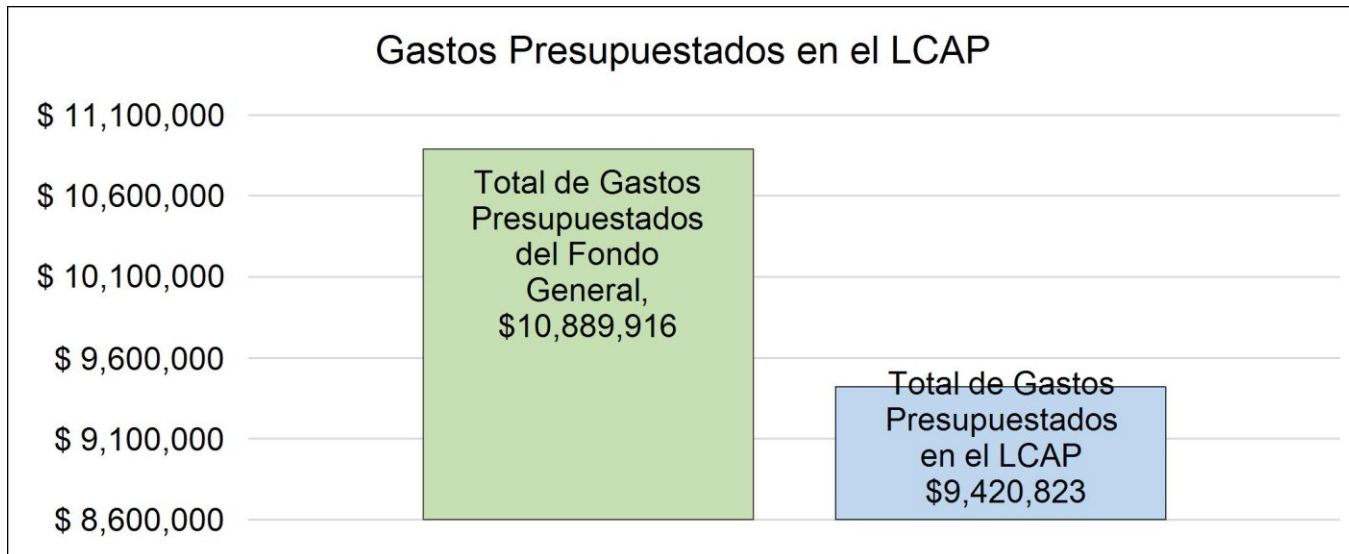 Gastos Presupuestados en el LCAP
$ 11,100,000
$ 10,600,000
$ 10,100,000
$ 9,600,000
$ 9,100,000
$ 8,600,000
Total de Gastos
Presupuestados
del Fondo
General,
$10,889,916
Total de Gastos
Presupuestados
en el LCAP
$9,420,823